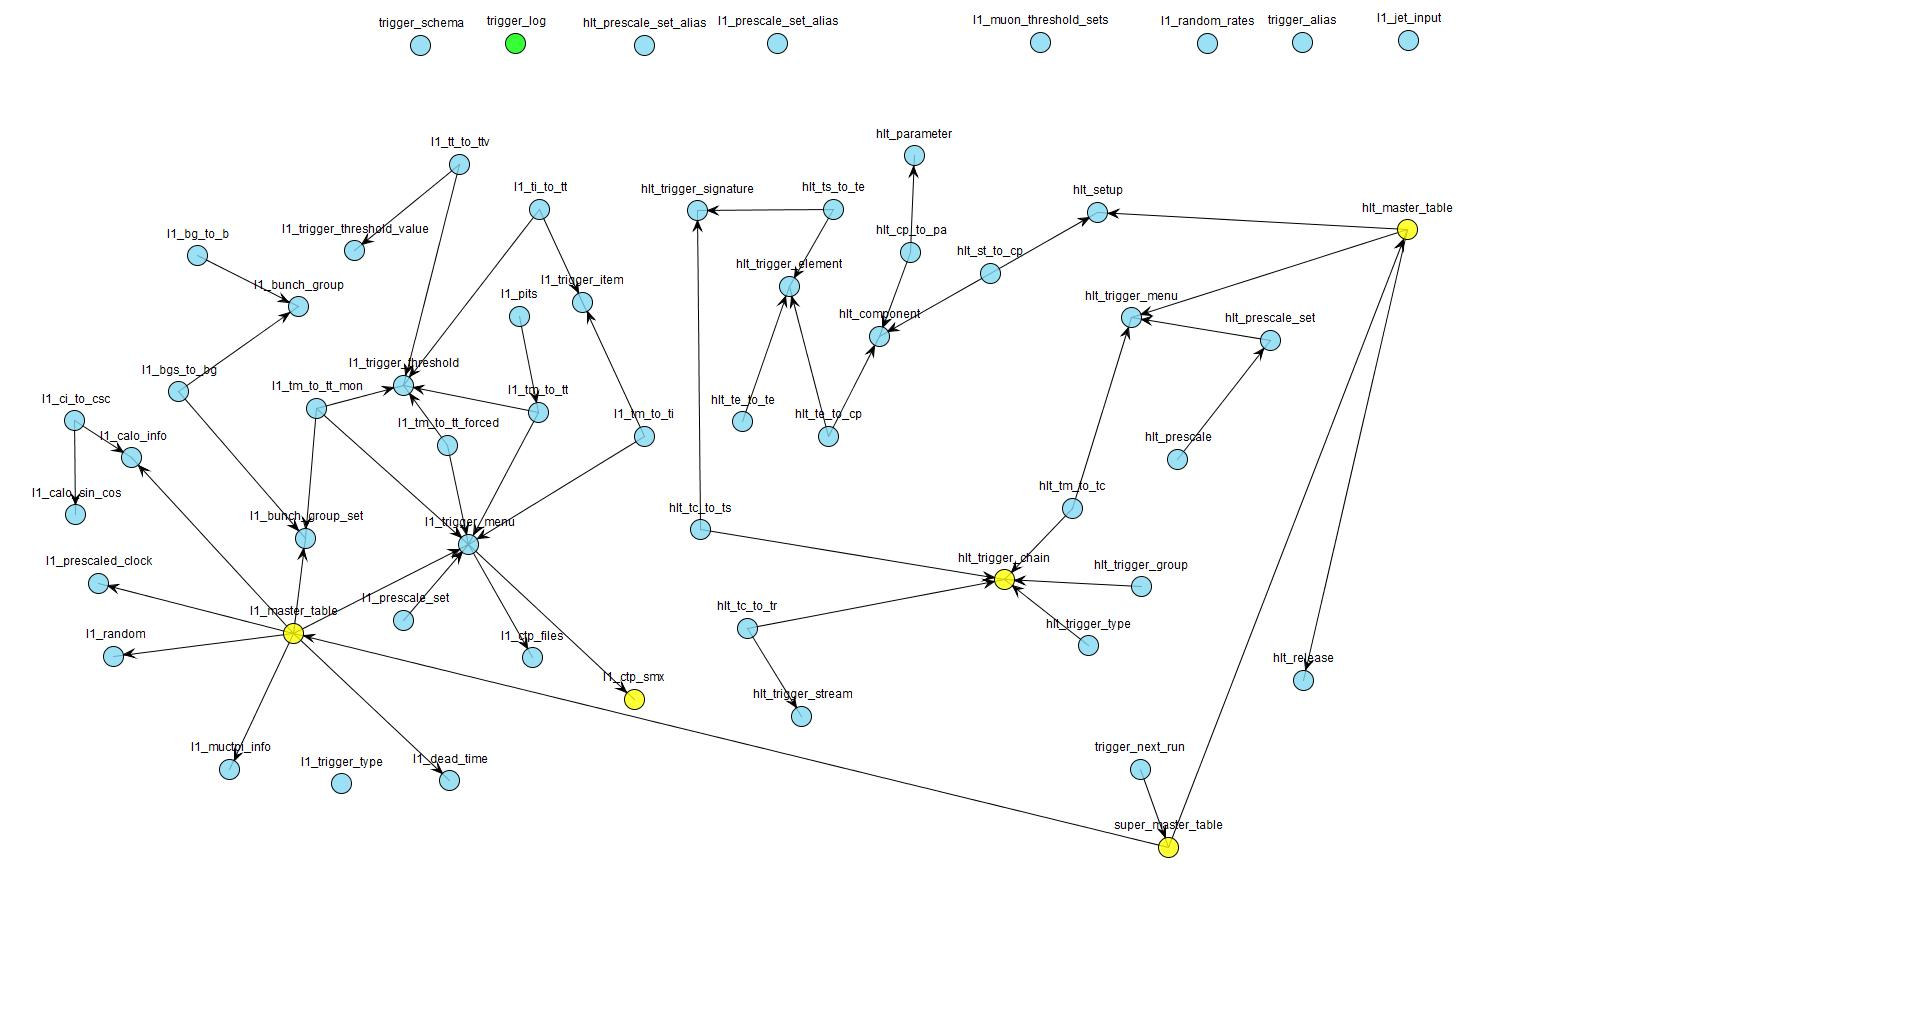 trigger_schema
trigger_log
hlt_prescale_set_alias
l1_prescale_set_alias
l1_muon_threshold_sets
l1_random_rates
trigger_alias
l1_jet_input
hlt_parameter
l1_tt_to_ttv
l1_ti_to_tt
hlt_trigger_signature
hlt_ts_to_te
hlt_setup
hlt_master_table
l1_bg_to_b
l1_trigger_threshold_value
hlt_cp_to_pa
hlt_st_to_cp
hlt_trigger_element
l1_bunch_group
l1_trigger_item
l1_pits
hlt_trigger_menu
hlt_component
hlt_prescale_set
l1_trigger_threshold
l1_bgs_to_bg
l1_tm_to_tt_mon
l1_tm_to_tt
l1_ci_to_csc
hlt_te_to_te
hlt_te_to_cp
l1_tm_to_ti
l1_tm_to_tt_forced
l1_calo_info
hlt_prescale
l1_calo_sin_cos
hlt_tm_to_tc
hlt_tc_to_ts
l1_bunch_group_set
l1_trigger_menu
l1_prescaled_clock
hlt_trigger_chain
hlt_trigger_group
l1_prescale_set
l1_master_table
hlt_tc_to_tr
hlt_trigger_type
l1_random
l1_ctp_files
hlt_release
l1_ctp_smx
hlt_trigger_stream
l1_muctpi_info
trigger_next_run
l1_trigger_type
l1_dead_time
super_master_table